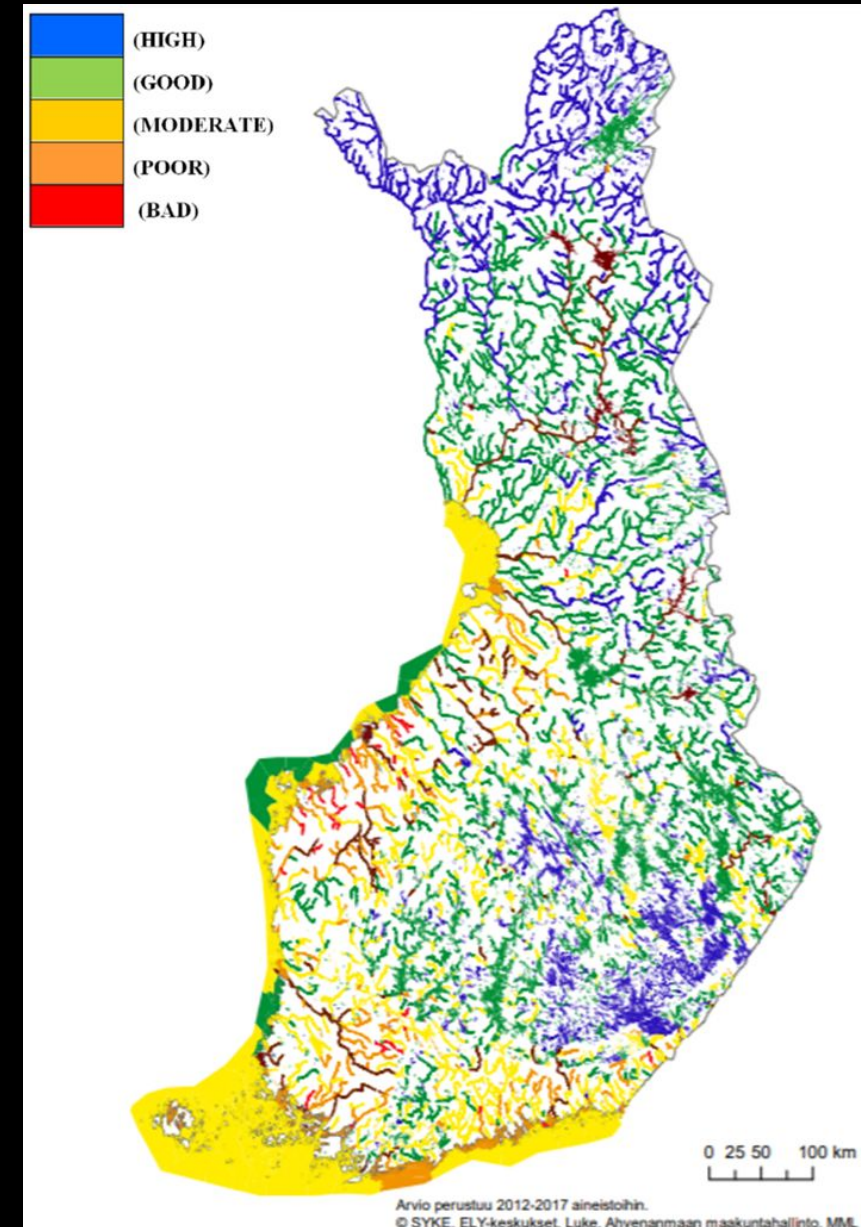 (HIGH)
(GOOD)
(MODERATE)
(POOR)
(BAD)
0 25 50 100 km
Arvio perustuu 2012-2017 aineistoihin.
© SYKE, ELY-keskukset, Luke, Ahvenanmaan maakuntahallinto, MML